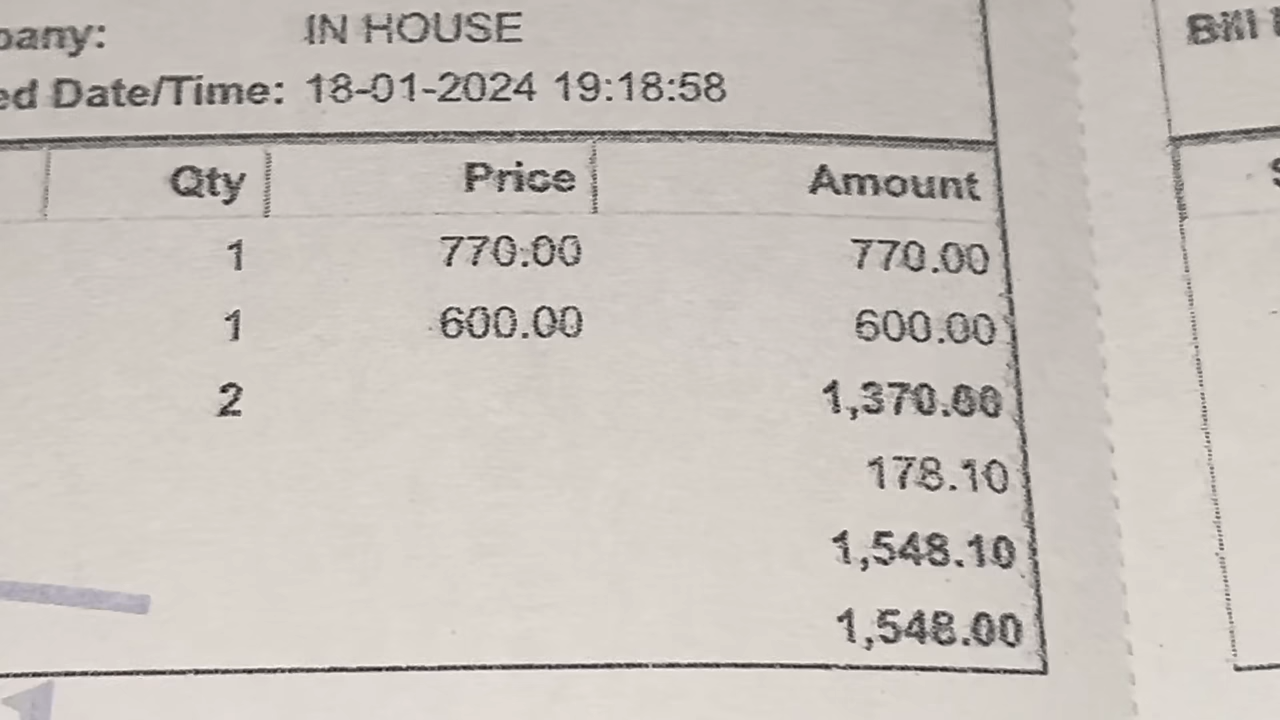 pany: IN HOUSE
ed Date/Time: 18-01-2024 19:18:58
Bill
Qty Price Amount
1 770.00 770.00
1 600.00 600.00
2 1,370.00
178.10
1,548.10
1,548.00